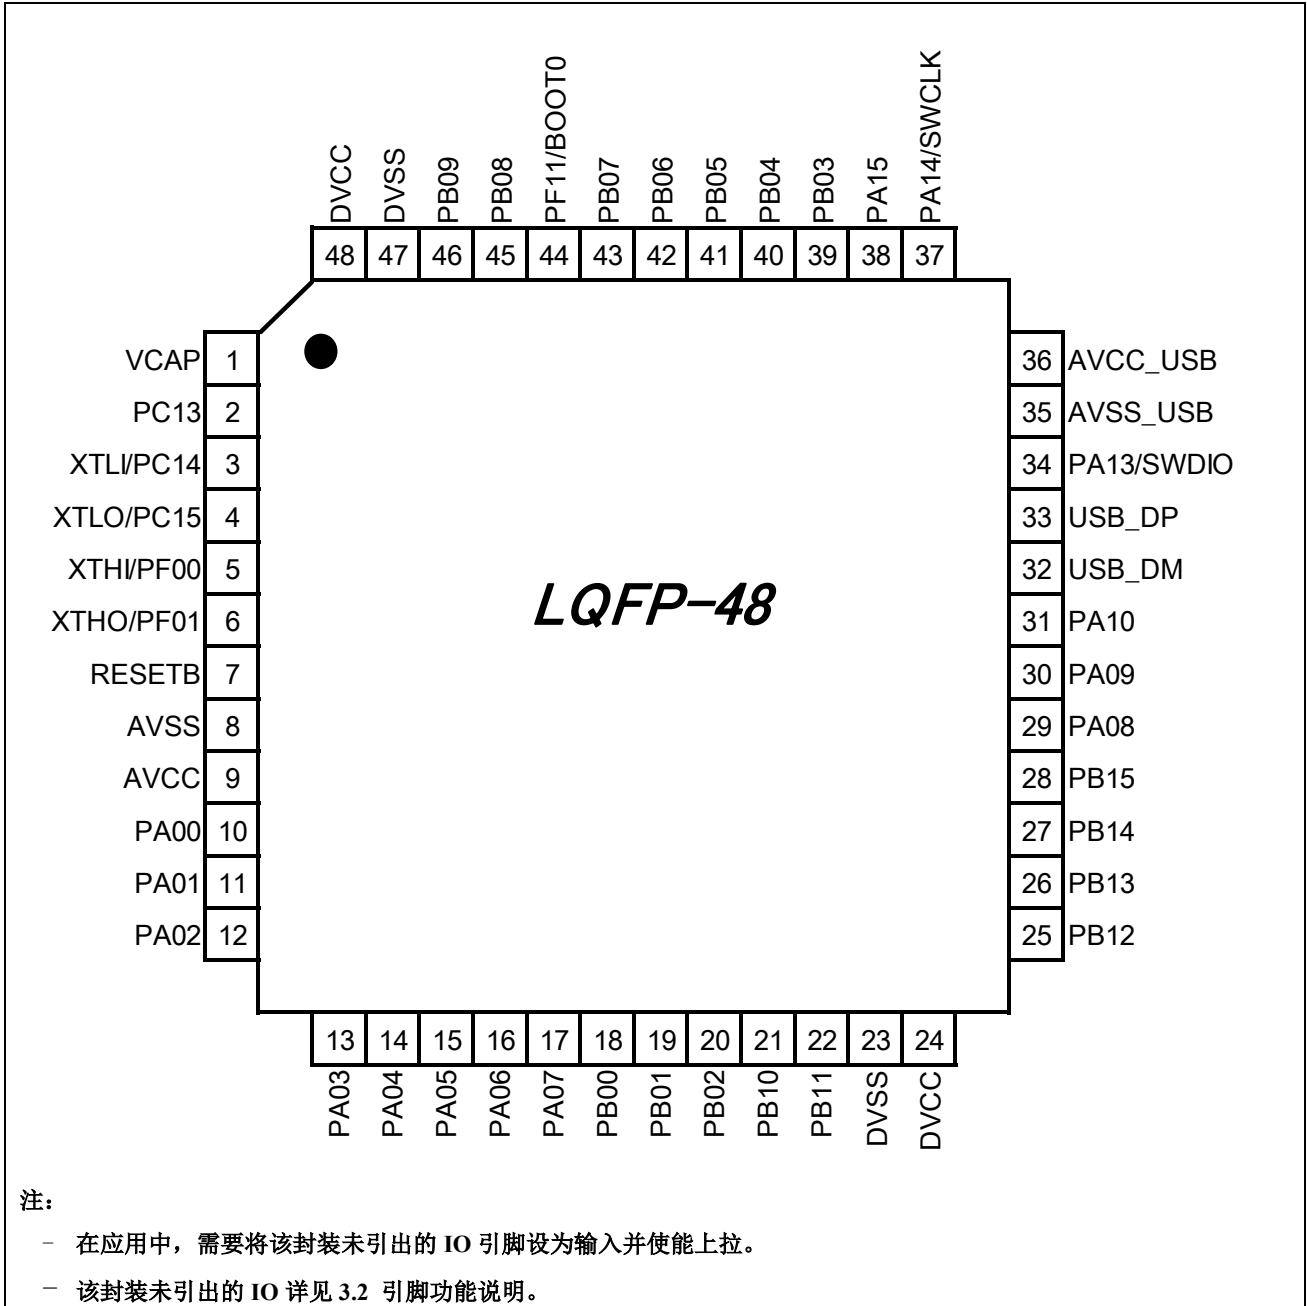 DVCC DVSS PB09 PB08 PF11/BOOT0 PB07 PB06 PB05 PB04 PB03 PA15 PA14/SWCLK
48 47 46 45 44 43 42 41 40 39 38 37
VCAP 1 36 AVCC_USB
PC13 2 35 AVSS_USB
XTLI/PC14 3 34 PA13/SWDIO
XTLO/PC15 4 33 USB_DP
XTHI/PF00 5 32 USB_DM
LQFP-48
XTHO/PF01 6 31 PA10
RESETB 7 30 PA09
AVSS 8 29 PA08
AVCC 9 28 PB15
PA00 10 27 PB14
PA01 11 26 PB13
PA02 12 25 PB12
13 14 15 16 17 18 19 20 21 22 23 24
PA03 PA04 PA05 PA06 PA07 PB00 PB01 PB02 PB10 PB11 DVSS DVCC
注：
– 在应用中，需要将该封装未引出的 IO 引脚设为输入并使能上拉。
– 该封装未引出的 IO 详见 3.2 引脚功能说明。